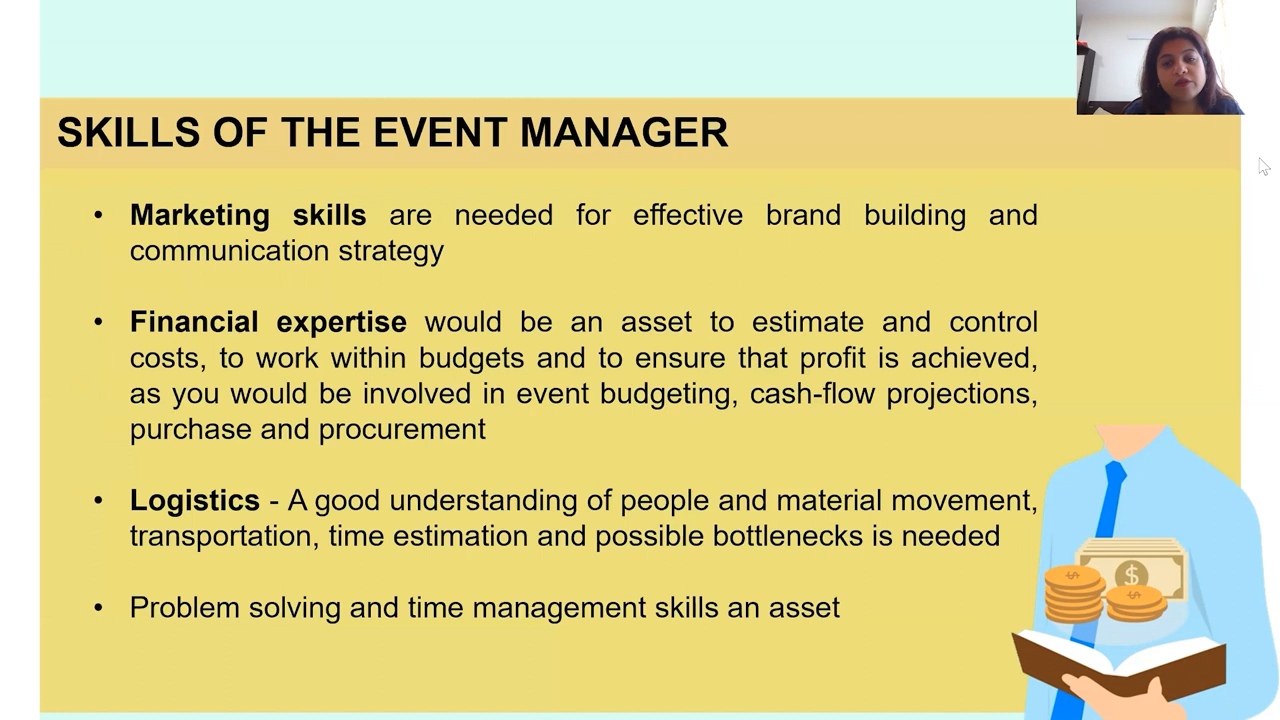 SKILLS OF THE EVENT MANAGER
• Marketing skills are needed for effective brand building and
communication strategy
• Financial expertise would be an asset to estimate and control
costs, to work within budgets and to ensure that profit is achieved,
as you would be involved in event budgeting, cash-flow projections,
purchase and procurement
• Logistics - A good understanding of people and material movement,
transportation, time estimation and possible bottlenecks is needed
• Problem solving and time management skills an asset